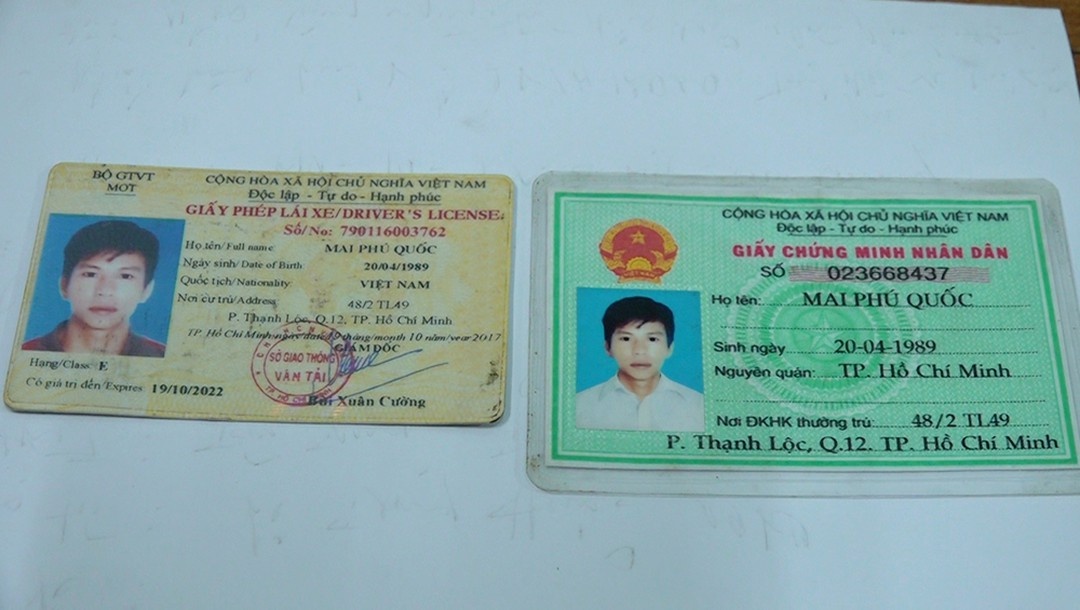 BỘ GTVT
MOT
CỘNG HÒA XÃ HỘI CHỦ NGHĨA VIỆT NAM
Độc lập - Tự do - Hạnh phúc
GIẤY PHÉP LÁI XE/DRIVER'S LICENSE
Số/No: 790116003762
Họ tên/Full name: MAI PHÚ QUỐC
Ngày sinh/Date of Birth 20/04/1989
Quốc tịch/Nationality: VIỆT NAM
Nơi cư trú/Address: 48/2 TL49
P. Thạnh Lộc, Q.12, TP. Hồ Chí Minh
TP. Hồ Chí Minh, ngày/date 19 tháng/month 10 năm/year 2017
GIÁM ĐỐC
SỞ GIAO THÔNG
VẬN TẢI
TP. HỒ CHÍ MINH
Bùi Xuân Cường
Hạng/Class: E
Có giá trị đến/Expires 19/10/2022
CỘNG HÒA XÃ HỘI CHỦ NGHĨA VIỆT NAM
Độc lập - Tự do - Hạnh phúc
GIẤY CHỨNG MINH NHÂN DÂN
SỐ 023668437
Họ tên: MAI PHÚ QUỐC
Sinh ngày 20-04-1989
Nguyên quán: TP. Hồ Chí Minh
Nơi ĐKHK thường trú: 48/2 TL49
P. Thạnh Lộc, Q.12. TP. Hồ Chí Minh
VIỆT NAM